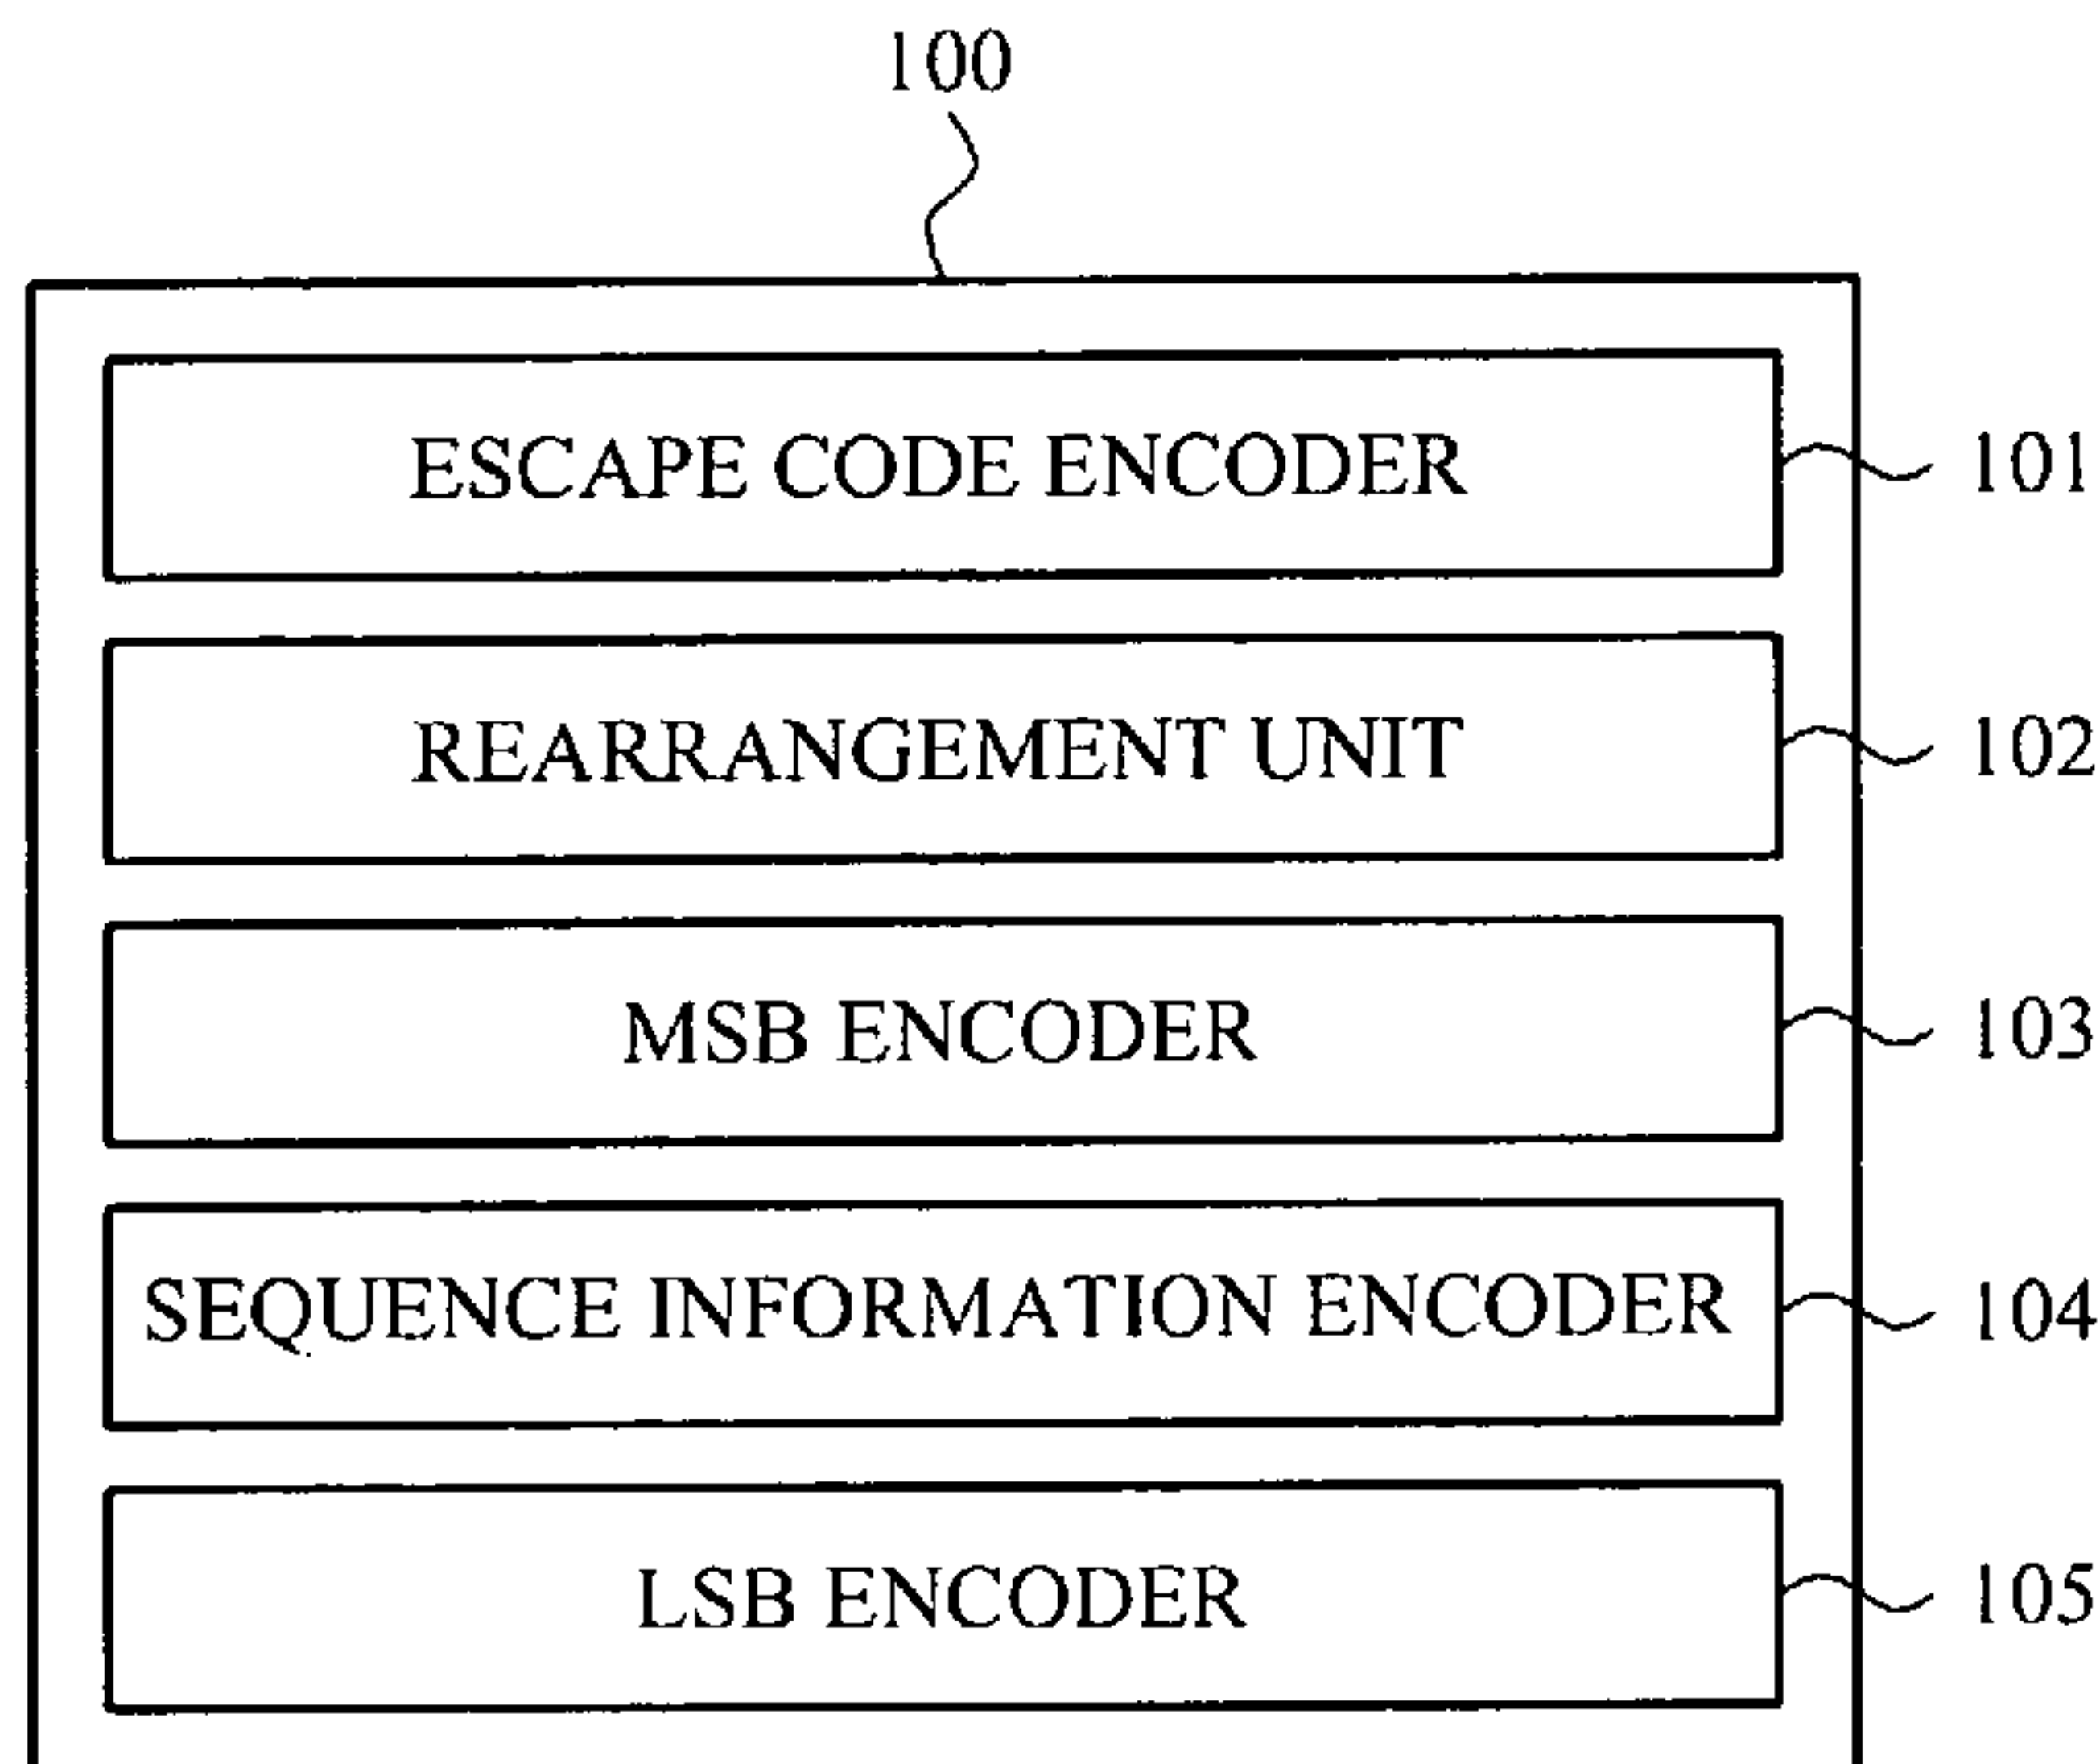 100
ESCAPE CODE ENCODER 101
REARRANGEMENT UNIT 102
MSB ENCODER 103
SEQUENCE INFORMATION ENCODER 104
LSB ENCODER 105